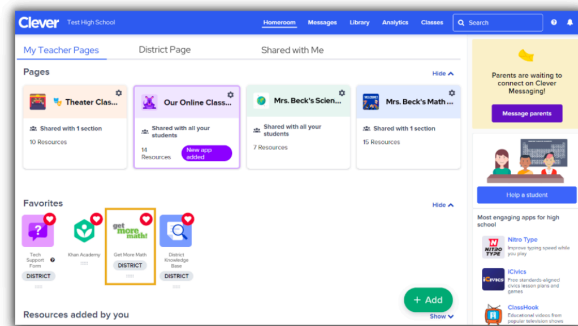 Clever
Test High School
Homeroom
Messages
Library
Analytics
Classes
Search
My Teacher Pages
District Page
Shared with Me
Pages
Hide
Theater Clas...
Shared with 1 section
10 Resources
Our Online Class...
Shared with all your
students
14
Resources
New app
added
Mrs. Beck's Scien...
Shared with all your
students
7 Resources
Mrs. Beck's Math ...
Shared with 1 section
15 Resources
Parents are waiting to
connect on Clever
Messaging!
Message parents
Help a student
Favorites
Hide
Tech
Support
Form
DISTRICT
Khan Academy
get
more
math!
Get More Math
DISTRICT
District
Knowledge
Base
DISTRICT
Most engaging apps for high
school
NITRO
TYPE
Nitro Type
Improve typing speed while
you play
iCivics
iCivics
Free standards-aligned
civics lesson plans and
games
ClassHook
Educational videos from
popular television shows
+ Add
Resources added by you
Show